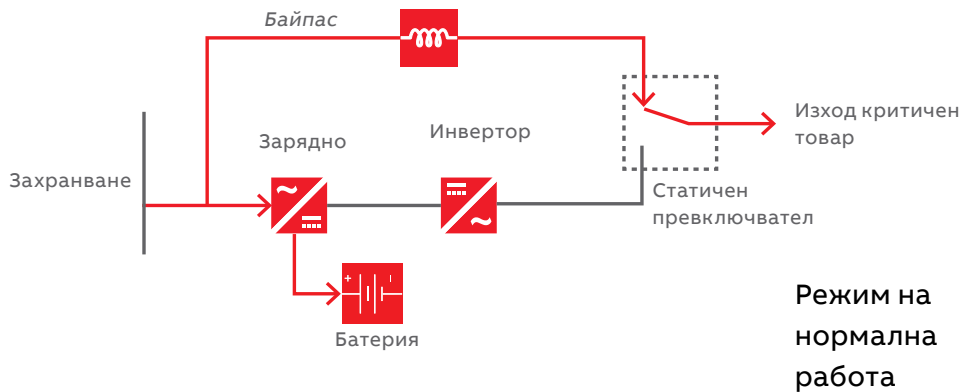 Байпас
Зарядно
Инвертор
Изход критичен
товар
Захранване
Статичен
превключвател
Батерия
Режим на
нормална
работа